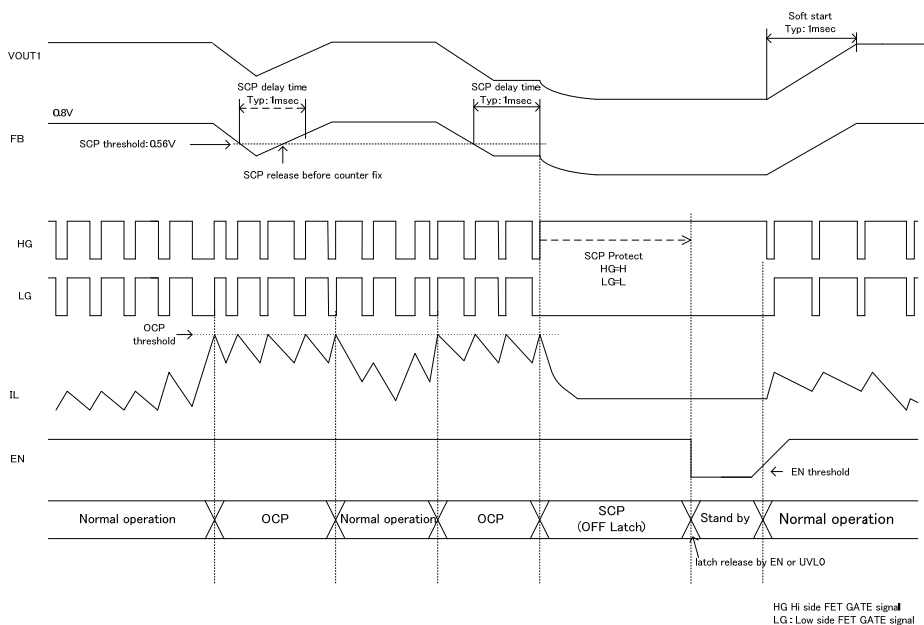 Soft start
Typ: 1msec
VOUT1
SCP delay time
Typ: 1msec
SCP delay time
Typ: 1msec
0.8V
FB
SCP threshold: 0.56V
SCP release before counter fix
HG
SCP Protect
HG=H
LG=L
LG
OCP
threshold
IL
EN
EN threshold
Normal operation
OCP
Normal operation
OCP
SCP
(OFF Latch)
Stand by
Normal operation
latch release by EN or UVLO
HG Hi side FET GATE signal
LG : Low side FET GATE signal